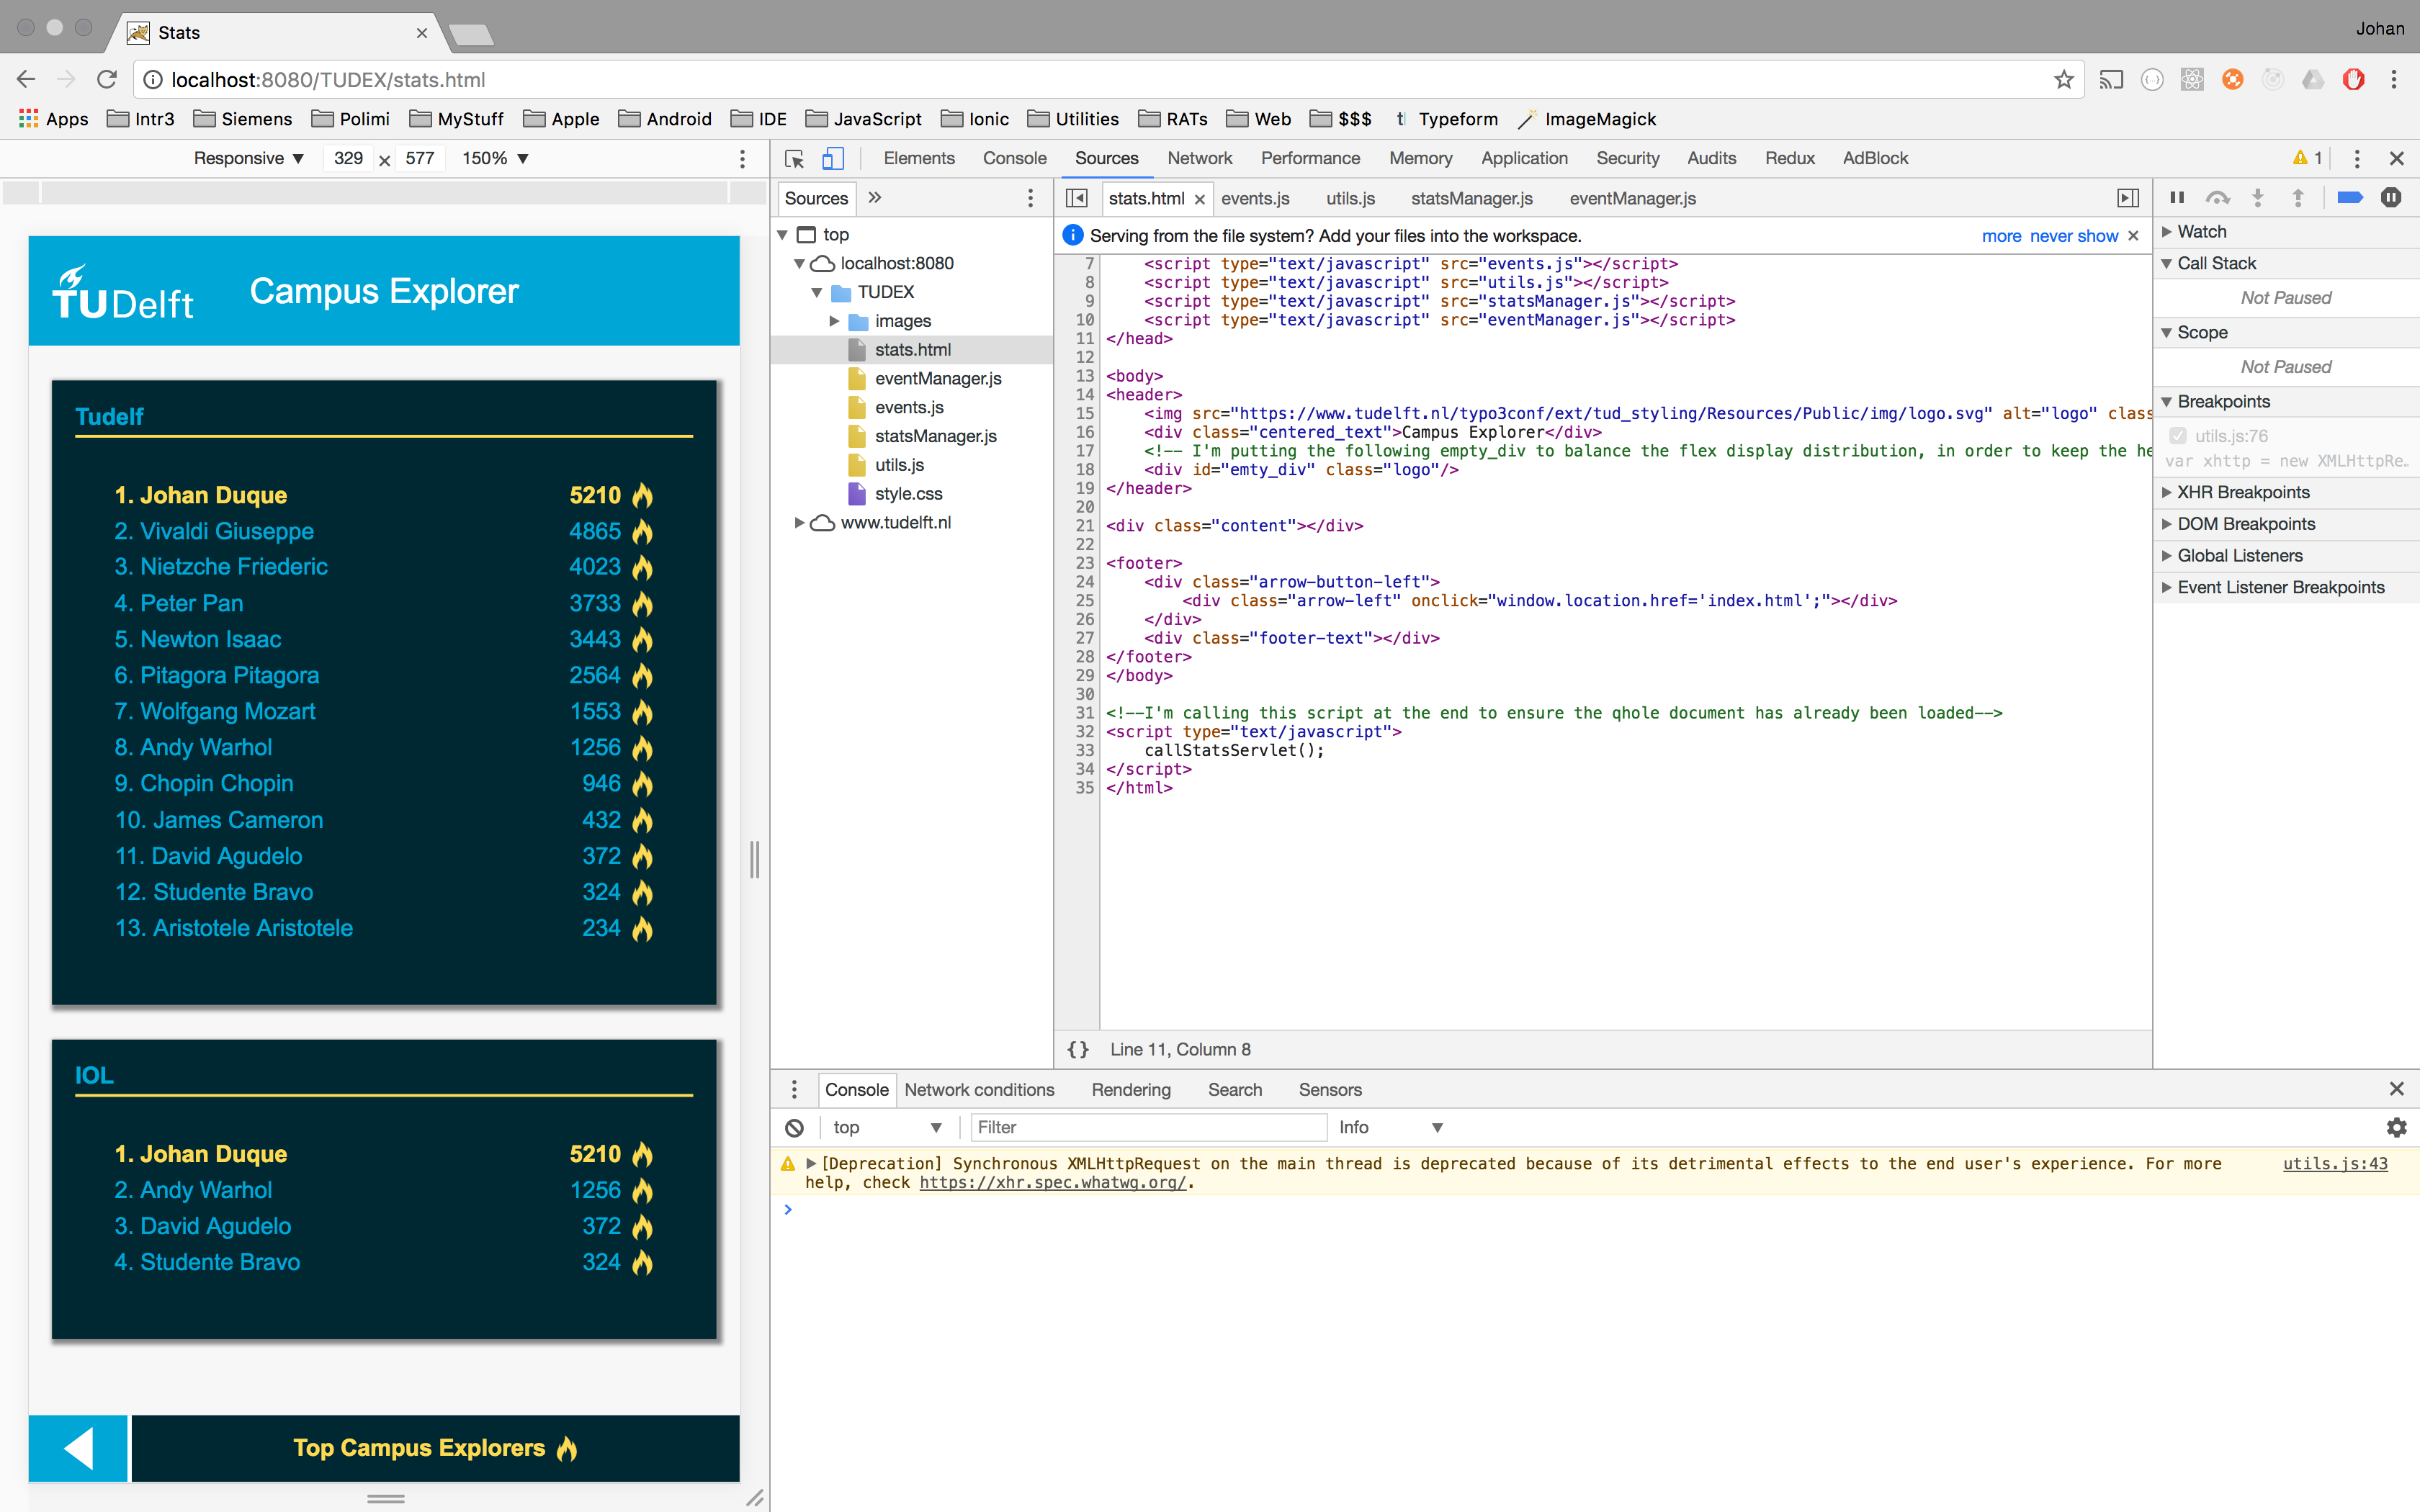 Stats
Johan
localhost:8080/TUDEX/stats.html
Apps Intr3 Siemens Polimi MyStuff Apple Android IDE JavaScript Ionic Utilities RATs Web $$$ Typeform ImageMagick
Responsive 329 × 577 150%
Elements Console Sources Network Performance Memory Application Security Audits Redux AdBlock 1
TUDelft Campus Explorer
Tudelf
1. Johan Duque 5210
2. Vivaldi Giuseppe 4865
3. Nietzche Friederic 4023
4. Peter Pan 3733
5. Newton Isaac 3443
6. Pitagora Pitagora 2564
7. Wolfgang Mozart 1553
8. Andy Warhol 1256
9. Chopin Chopin 946
10. James Cameron 432
11. David Agudelo 372
12. Studente Bravo 324
13. Aristotele Aristotele 234
IOL
1. Johan Duque 5210
2. Andy Warhol 1256
3. David Agudelo 372
4. Studente Bravo 324
Top Campus Explorers
Sources
top
localhost:8080
TUDEX
images
stats.html
eventManager.js
events.js
statsManager.js
utils.js
style.css
www.tudelft.nl
stats.html × events.js utils.js statsManager.js eventManager.js
Serving from the file system? Add your files into the workspace. more never show
7 <script type="text/javascript" src="events.js"></script>
8 <script type="text/javascript" src="utils.js"></script>
9 <script type="text/javascript" src="statsManager.js"></script>
10 <script type="text/javascript" src="eventManager.js"></script>
11 </head>
12
13 <body>
14 <header>
15 <img src="https://www.tudelft.nl/typo3conf/ext/tud_styling/Resources/Public/img/logo.svg" alt="logo" clas
16 <div class="centered_text">Campus Explorer</div>
17 <!-- I'm putting the following empty_div to balance the flex display distribution, in order to keep the he
18 <div id="emty_div" class="logo"/>
19 </header>
20
21 <div class="content"></div>
22
23 <footer>
24 <div class="arrow-button-left">
25 <div class="arrow-left" onclick="window.location.href='index.html';"></div>
26 </div>
27 <div class="footer-text"></div>
28 </footer>
29 </body>
30
31 <!--I'm calling this script at the end to ensure the qhole document has already been loaded-->
32 <script type="text/javascript">
33 callStatsServlet();
34 </script>
35 </html>
{} Line 11, Column 8
Watch
Call Stack
Not Paused
Scope
Not Paused
Breakpoints
utils.js:76
var xhttp = new XMLHttpRe…
XHR Breakpoints
DOM Breakpoints
Global Listeners
Event Listener Breakpoints
Console Network conditions Rendering Search Sensors
top Filter Info
[Deprecation] Synchronous XMLHttpRequest on the main thread is deprecated because of its detrimental effects to the end user's experience. For more utils.js:43
help, check https://xhr.spec.whatwg.org/.